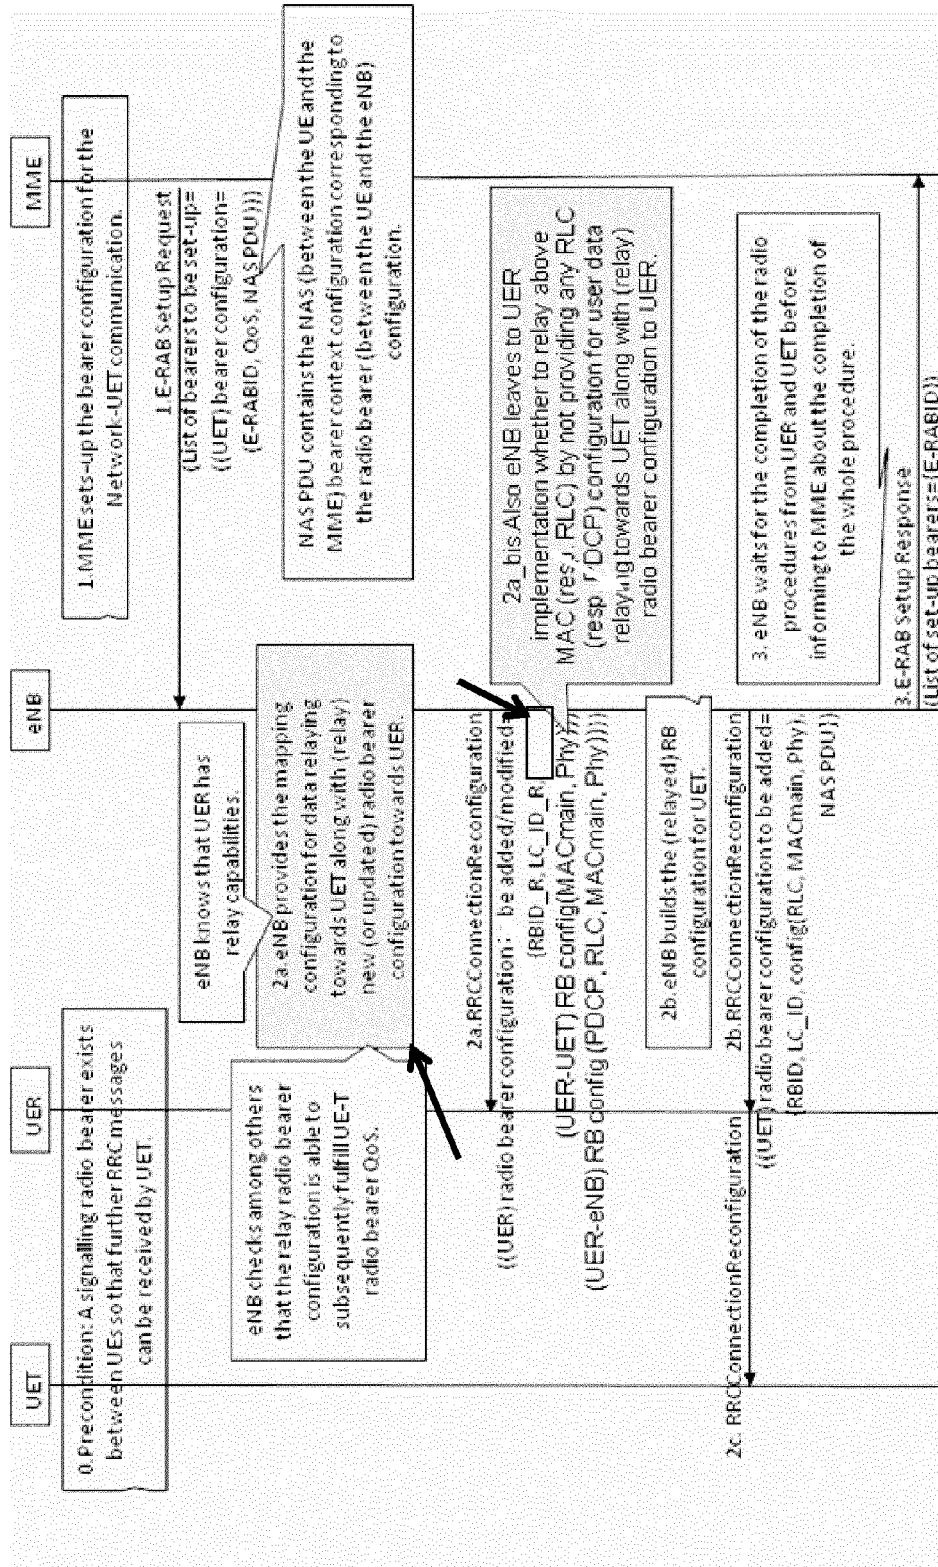 UET
UER
eNB
MME
0.Precondition: A signalling radio bearer exists
between UEs so that further RRC messages
can be received by UET.
1.MME sets-up the bearer configuration for the
Network-UET communication.
eNB knows that UER has
relay capabilities.
1.E-RAB Setup Request
(List of bearers to be set-up=
((UET) bearer configuration=
(E-RABID, QoS, NAS PDU)))
eNB checks among others
that the relay radio bearer
configuration is able to
subsequently fulfill UE-T
radio bearer QoS.
2a.eNB provides the mapping
configuration for data relaying
towards UET along with (relay)
new (or updated) radio bearer
configuration towards UER.
NAS PDU contains the NAS (between the UE and the
MME) bearer context configuration corresponding to
the radio bearer (between the UE and the eNB)
configuration.
2a.RRCConnectionReconfiguration
((UER) radio bearer configuration be added/modified=
{RBID_R, LC_ID_R,
(UER-UET) RB config(MACmain, Phy),
(UER-eNB) RB config (PDCP, RLC, MACmain, Phy))))
2a_bis Also eNB leaves to UER
implementation whether to relay above
MAC (resp RLC) by not providing any RLC
(resp PDCP) configuration for user data
relaying towards UET along with (relay)
radio bearer configuration to UER.
2b.eNB builds the (relayed) RB
configuration for UET.
2b.RRCConnectionReconfiguration
((UET) radio bearer configuration to be added=
{RBID, LC_ID, config(RLC, MACmain, Phy),
NAS PDU})
2c. RRCConnectionReconfiguration
3. eNB waits for the completion of the radio
procedures from UER and UET before
informing to MME about the completion of
the whole procedure.
3.E-RAB Setup Response
(List of set-up bearers={E-RABID})